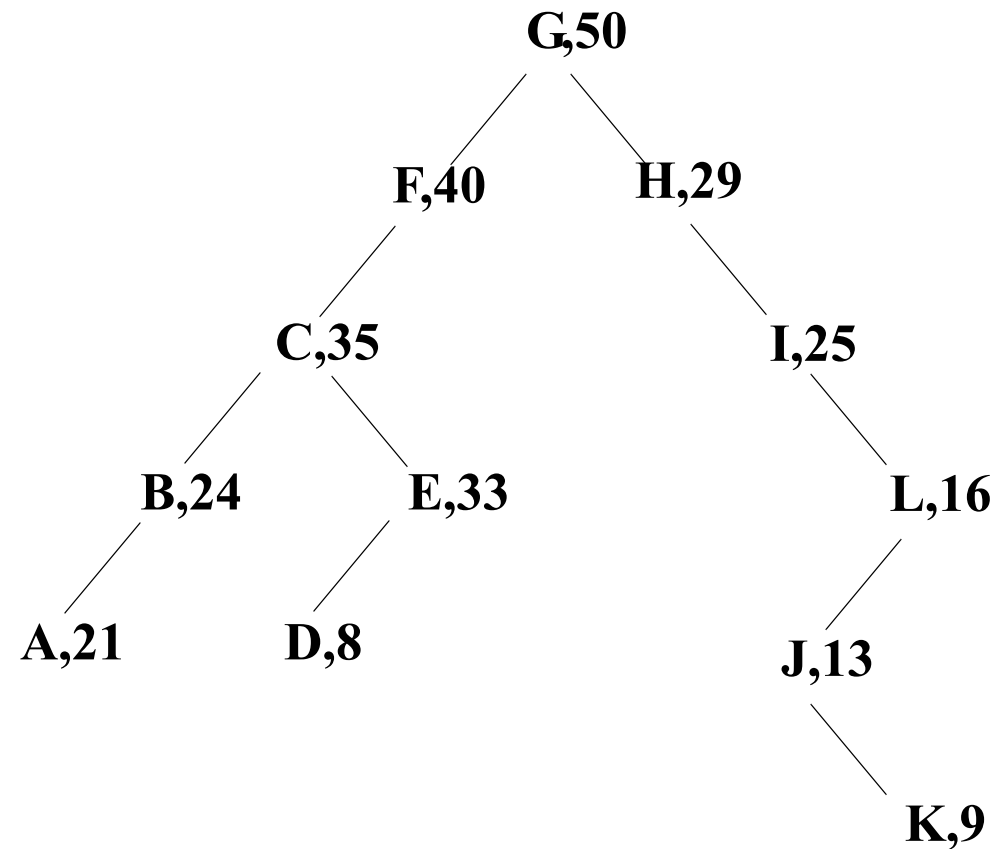 G,50
F,40
H,29
C,35
I,25
B,24
E,33
L,16
A,21
D,8
J,13
K,9